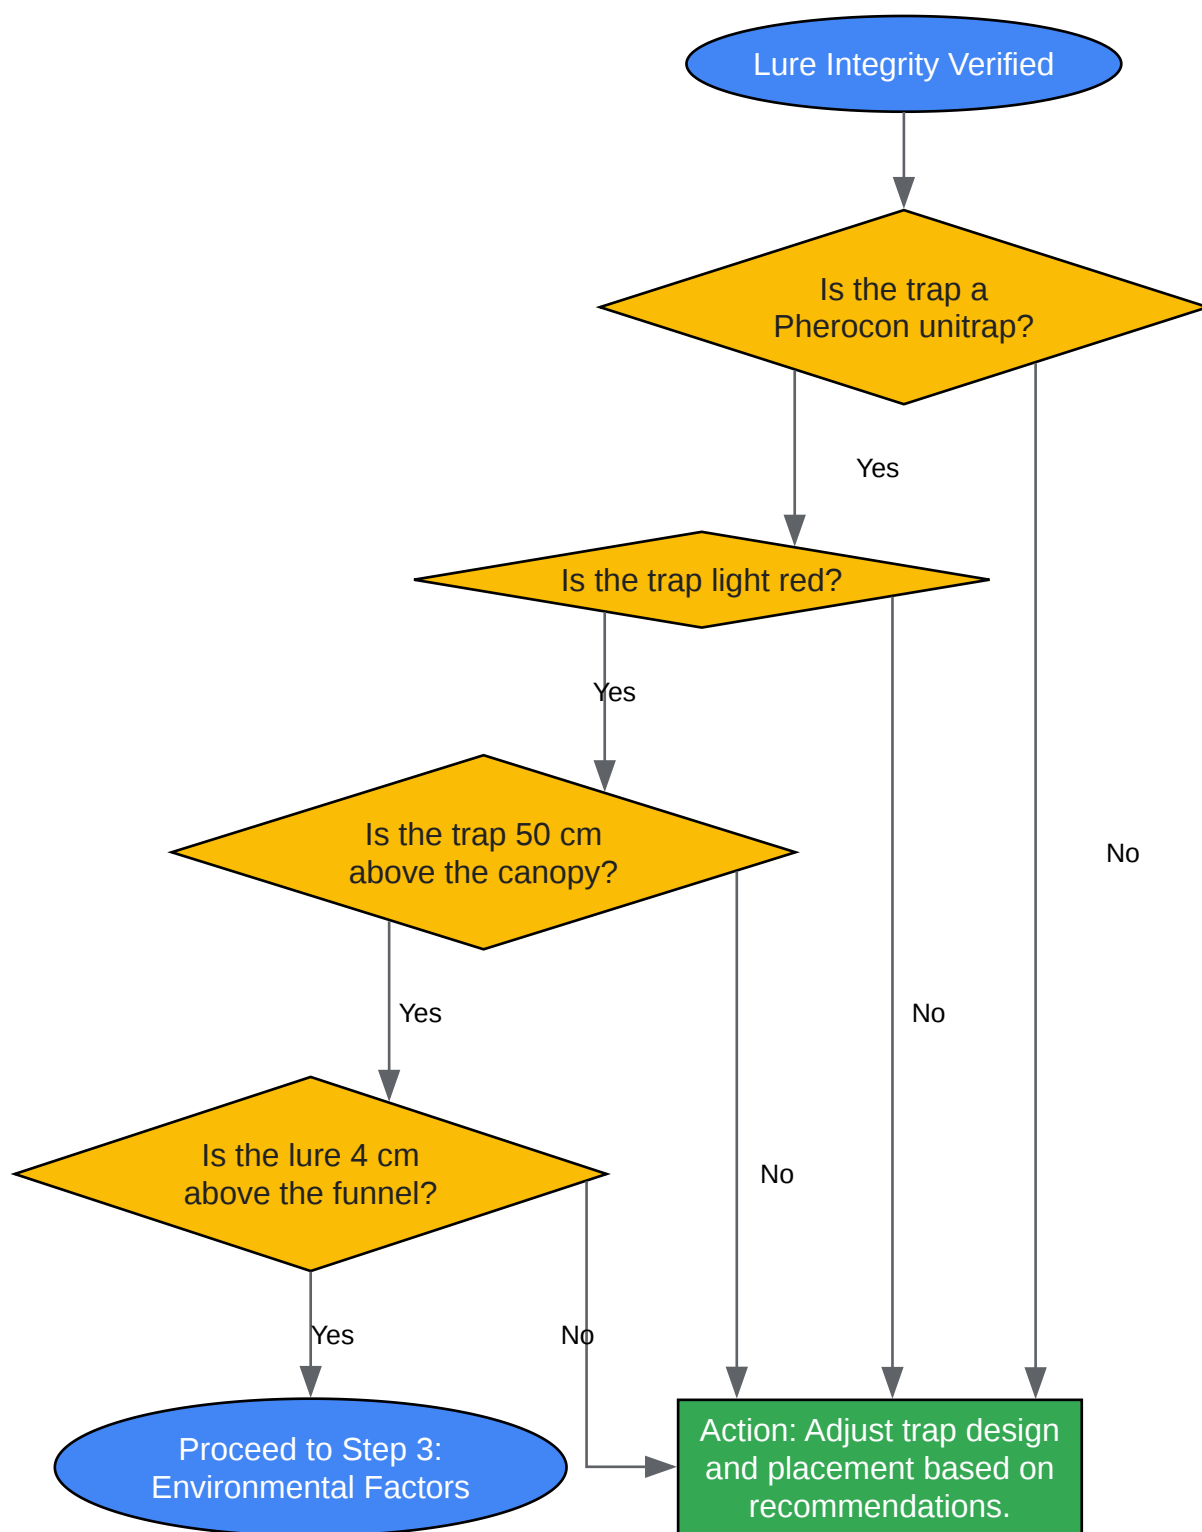 Lure Integrity Verified
Is the trap a
Pherocon unitrap?
Yes
Is the trap light red?
Yes
Is the trap 50 cm
above the canopy?
No
Yes
No
Is the lure 4 cm
above the funnel?
No
Yes
No
Proceed to Step 3:
Environmental Factors
Action: Adjust trap design
and placement based on
recommendations.